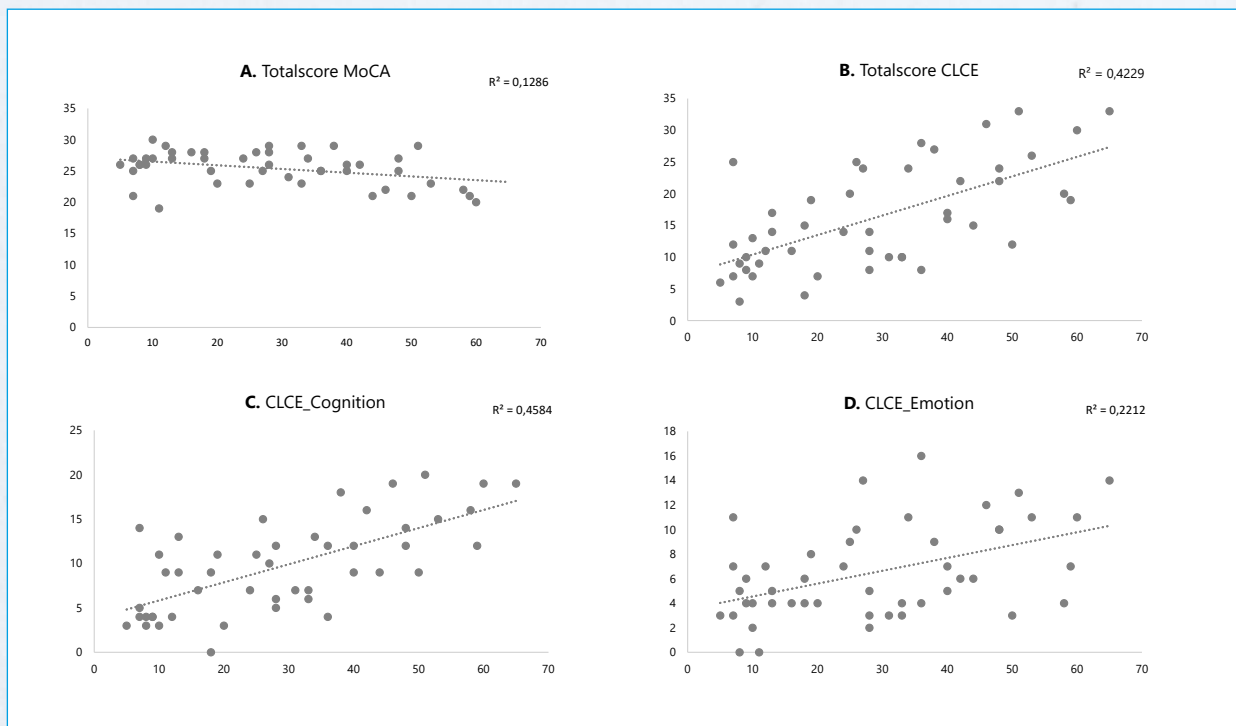 A. Totalscore MoCA
R² = 0,1286
35
30
25
20
15
10
5
0
0 10 20 30 40 50 60 70
B. Totalscore CLCE
R² = 0,4229
35
30
25
20
15
10
5
0
0 10 20 30 40 50 60 70
C. CLCE_Cognition
R² = 0,4584
25
20
15
10
5
0
0 10 20 30 40 50 60 70
D. CLCE_Emotion
R² = 0,2212
18
16
14
12
10
8
6
4
2
0
0 10 20 30 40 50 60 70